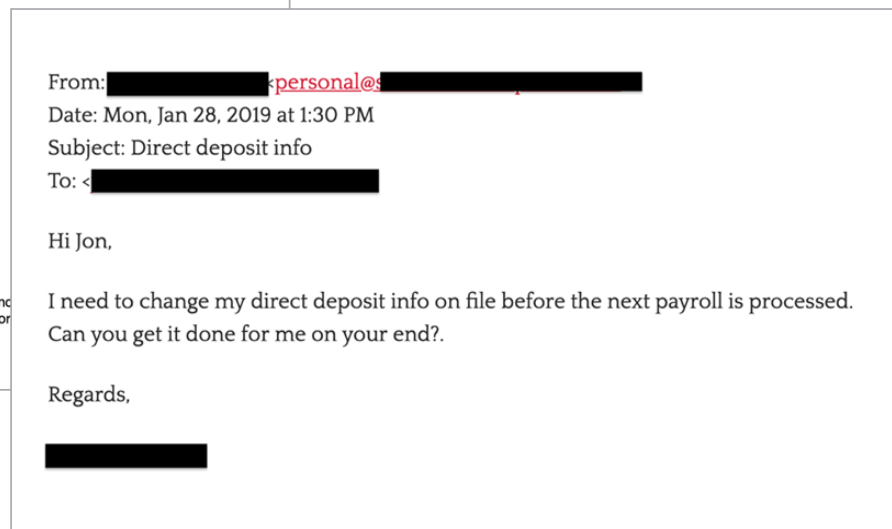 From: <personal@s
Date: Mon, Jan 28, 2019 at 1:30 PM
Subject: Direct deposit info
To: <
Hi Jon,
I need to change my direct deposit info on file before the next payroll is processed.
Can you get it done for me on your end?.
Regards,